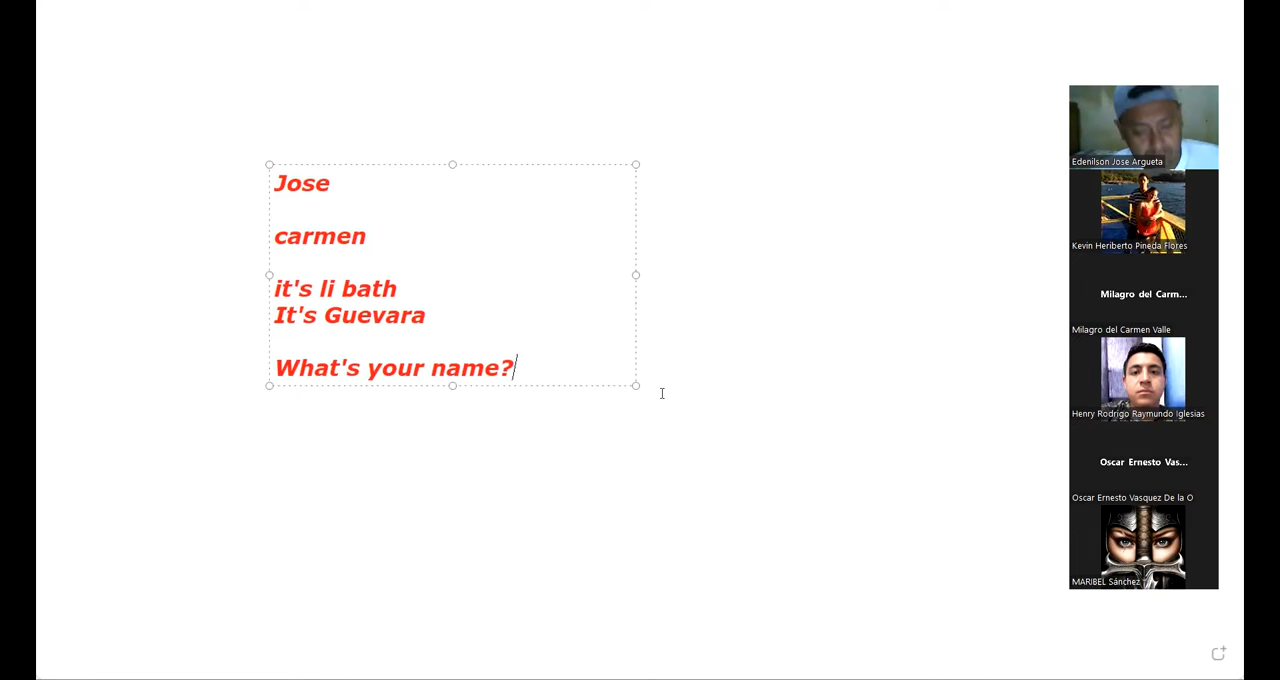 Jose
carmen
it's li bath
It's Guevara
What's your name?
Edenilson Jose Argueta
Kevin Heriberto Pineda Flores
Milagro del Carm...
Milagro del Carmen Valle
Henry Rodrigo Raymundo Iglesias
Oscar Ernesto Vas...
Oscar Ernesto Vasquez De la O
MARIBEL Sánchez